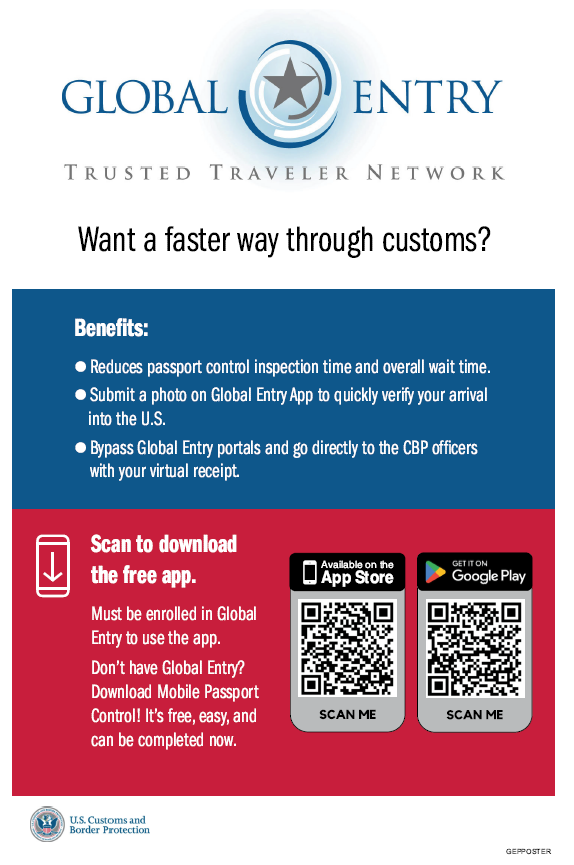 GLOBAL ENTRY
TRUSTED TRAVELER NETWORK
Want a faster way through customs?
Benefits:
● Reduces passport control inspection time and overall wait time.
● Submit a photo on Global Entry App to quickly verify your arrival
into the U.S.
● Bypass Global Entry portals and go directly to the CBP officers
with your virtual receipt.
Scan to download
the free app.
Must be enrolled in Global
Entry to use the app.
Don't have Global Entry?
Download Mobile Passport
Control! It's free, easy, and
can be completed now.
Available on the
App Store
SCAN ME
GET IT ON
Google Play
SCAN ME
U.S. Customs and
Border Protection
GEPPOSTER